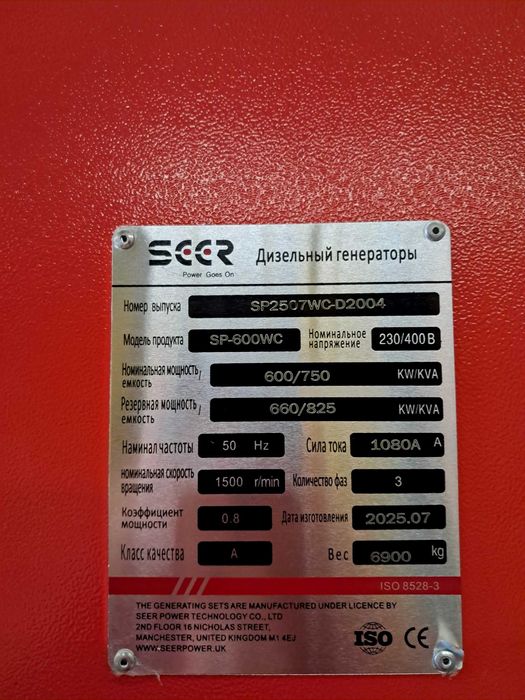 SEER
Power Goes On
Дизельный генераторы
Номер выпуска SP2507WC-D2004
Модель продукта SP-600WC Номинальное напряжение 230/400 В
Номинальная мощность/ емкость 600/750 KW/KVA
Резервная мощность/ емкость 660/825 KW/KVA
Наминал частоты 50 Hz Сила тока 1080A A
номинальная скорость вращения 1500 r/min Количество фаз 3
Коэффициент мощности 0.8 Дата изготовления 2025.07
Класс качества A Вес 6900 kg
ISO 8528-3
THE GENERATING SETS ARE MANUFACTURED UNDER LICENCE BY
SEER POWER TECHNOLOGY CO., LTD
2ND FLOOR 16 NICHOLAS STREET,
MANCHESTER, UNITED KINGDOM M1 4EJ
WWW.SEERPOWER.UK
ISO CE